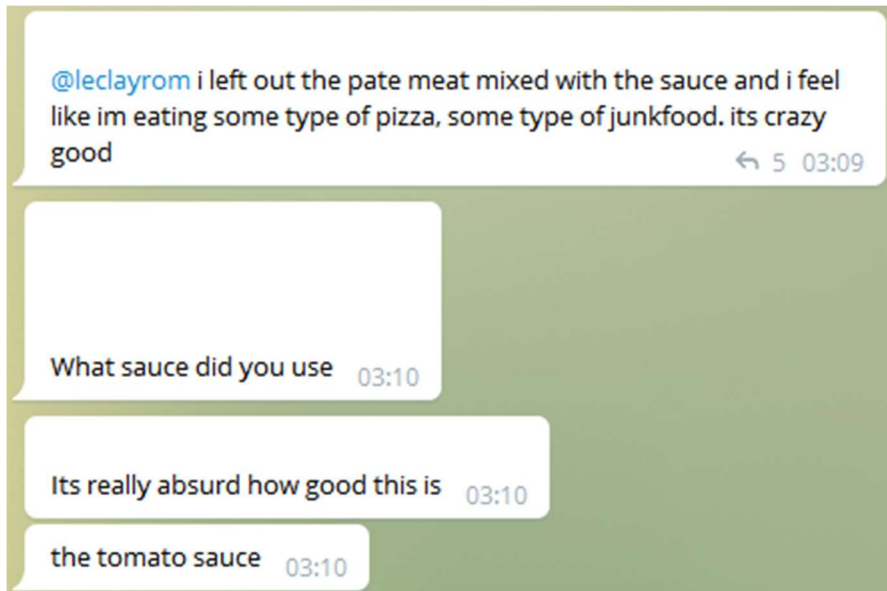 @leclayrom i left out the pate meat mixed with the sauce and i feel
like im eating some type of pizza, some type of junkfood. its crazy
good 5 03:09
What sauce did you use 03:10
Its really absurd how good this is 03:10
the tomato sauce 03:10